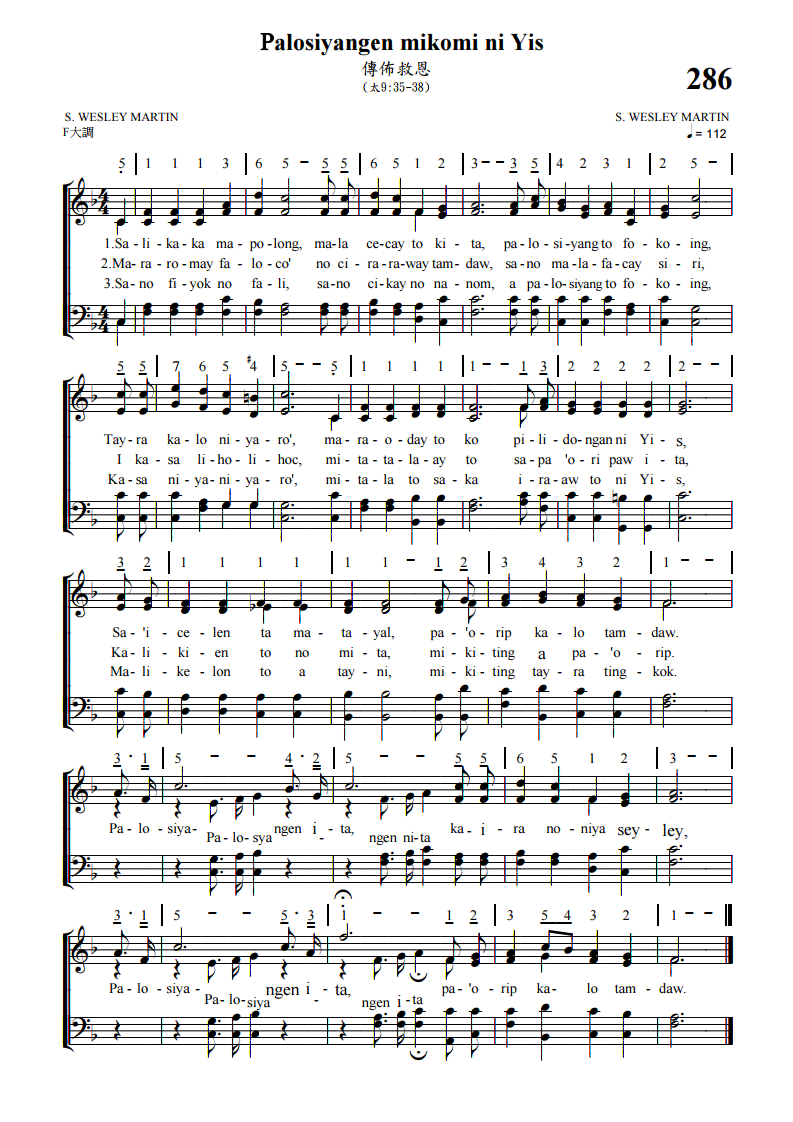 Palosiyangen mikomi ni Yis
傳佈救恩
(太9:35-38)
286
S. WESLEY MARTIN
S. WESLEY MARTIN
F大調
♩= 112
5 | 1 1 1 3 | 6 5 - 5 5 | 6 5 1 2 | 3 - - 3 5 | 4 2 3 1 | 2 5 - |
1.Sa-li-ka-ka ma-po-long, ma-la ce-cay to ki-ta, pa-lo-si-yang to fo-ko-ing,
2.Ma-ra-ro-may fa-lo-co' no ci-ra-ra-way tam-daw, sa-no ma-la-fa-cay si-ri,
3.Sa-no fi-yok no fa-li, sa-no ci-kay no na-nom, a pa-lo-siyang to fo-ko-ing,
5 5 | 7 6 5 #4 | 5 - - 5 | 1 1 1 1 | 1 - - 1 3 | 2 2 2 2 | 2 - - |
Tay-ra ka-lo ni-ya-ro', ma-ra-o-day to ko pi-li-do-ngan ni Yi-s,
I ka-sa li-ho-li-hoc, mi-ta-ta-la-ay to sa-pa 'o-ri paw i-ta,
Ka-sa ni-ya-ni-ya-ro', mi-ta-la to sa-ka i-ra-aw to ni Yi-s,
3 2 | 1 1 1 1 | 1 1 - 1 2 | 3 4 3 2 | 1 - - |
Sa-'i-ce-len ta ma-ta-yal, pa-'o-rip ka-lo tam-daw.
Ka-li-ki-en to no mi-ta, mi-ki-ting a pa-'o-rip.
Ma-li-ke-lon to a tay-ni, mi-ki-ting tay-ra ting-kok.
3 · 1 | 5 - - 4 · 2 | 5 - - 5 5 | 6 5 1 2 | 3 - - |
Pa-lo-siya- ngen i-ta, ka-i-ra no-niya sey-ley,
Pa-lo-sya ngen ni-ta
3 · 1 | 5 - - 5 · 3 | 1 - - 1 2 | 3 5 4 3 2 | 1 - - |
Pa-lo-siya- ngen i-ta, pa-'o-rip ka-lo tam-daw.
Pa-lo-siya ngen i-ta